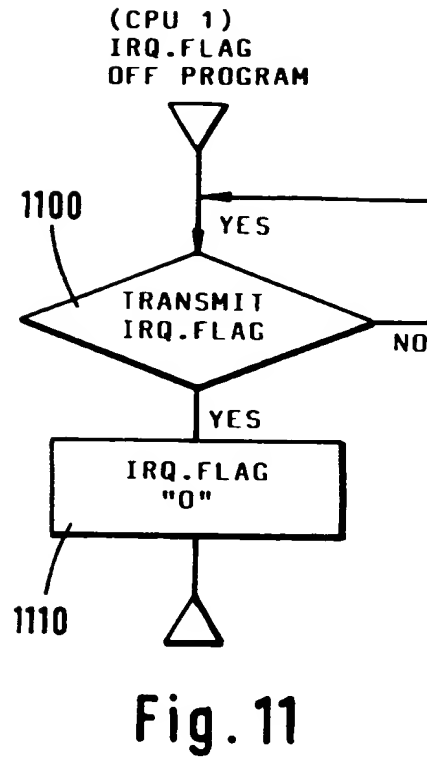 (CPU 1)
IRQ.FLAG
OFF PROGRAM
1100
YES
TRANSMIT
IRQ.FLAG
NO
YES
IRQ.FLAG
"0"
1110
Fig. 11